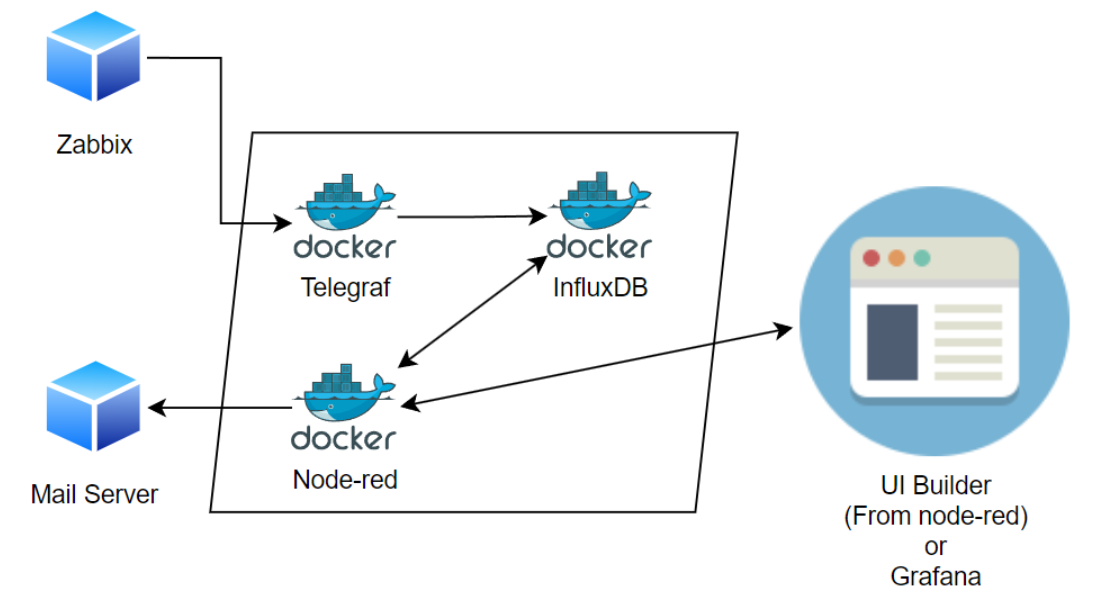 Zabbix
docker
Telegraf
docker
InfluxDB
Mail Server
docker
Node-red
UI Builder
(From node-red)
or
Grafana